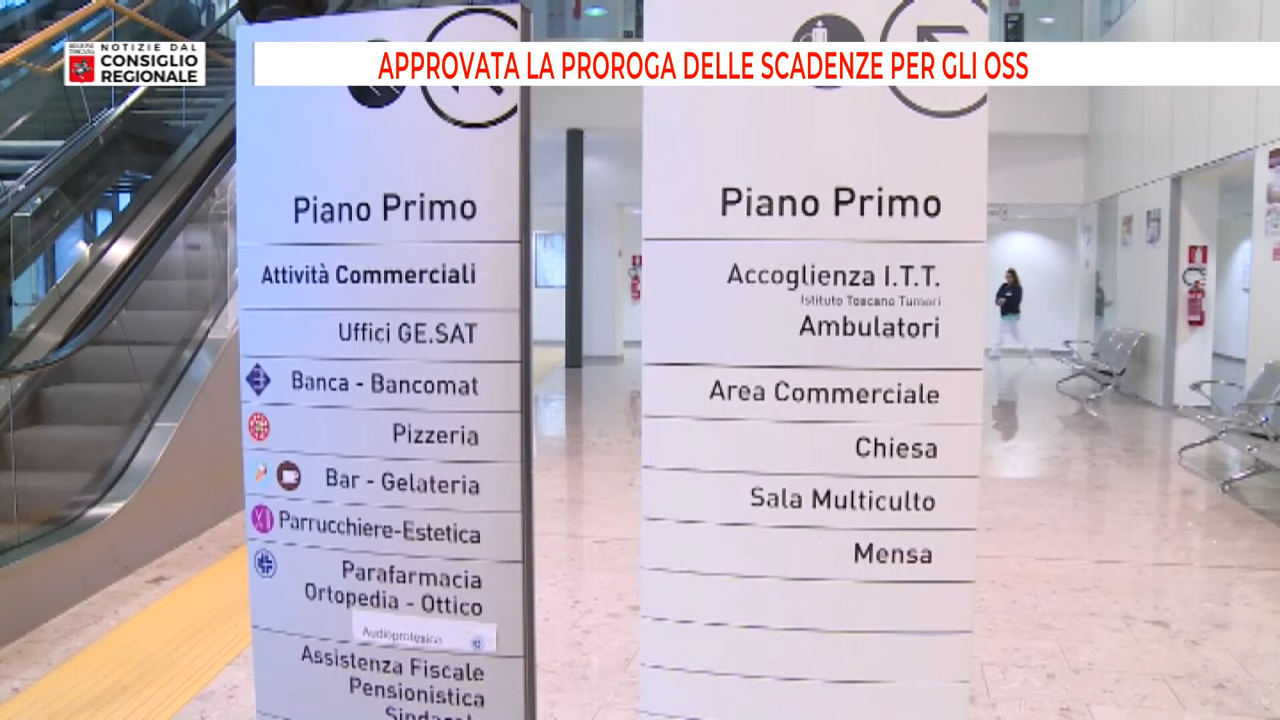 REGIONE
TOSCANA
NOTIZIE DAL
CONSIGLIO
REGIONALE
APPROVATA LA PROROGA DELLE SCADENZE PER GLI OSS
Piano Primo
Attività Commerciali
Uffici GE.SAT
Banca - Bancomat
Pizzeria
Bar - Gelateria
Parrucchiere-Estetica
Parafarmacia
Ortopedia - Ottico
Audioprotesico
Assistenza Fiscale
Pensionistica
Piano Primo
Accoglienza I.T.T.
Istituto Toscano Tumori
Ambulatori
Area Commerciale
Chiesa
Sala Multiculto
Mensa